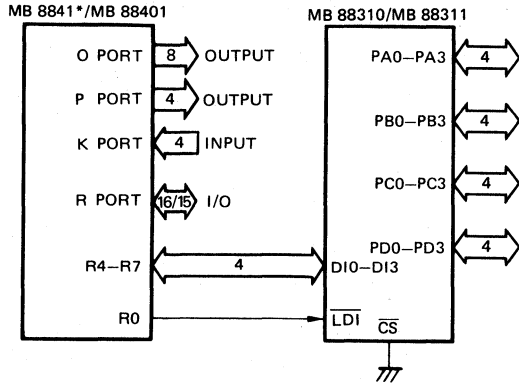 MB 8841*/MB 88401
MB 88310/MB 88311
O PORT 8 OUTPUT
P PORT 4 OUTPUT
K PORT 4 INPUT
R PORT 16/15 I/O
R4–R7 4 DI0–DI3
R0 LDI
CS
PA0–PA3 4
PB0–PB3 4
PC0–PC3 4
PD0–PD3 4